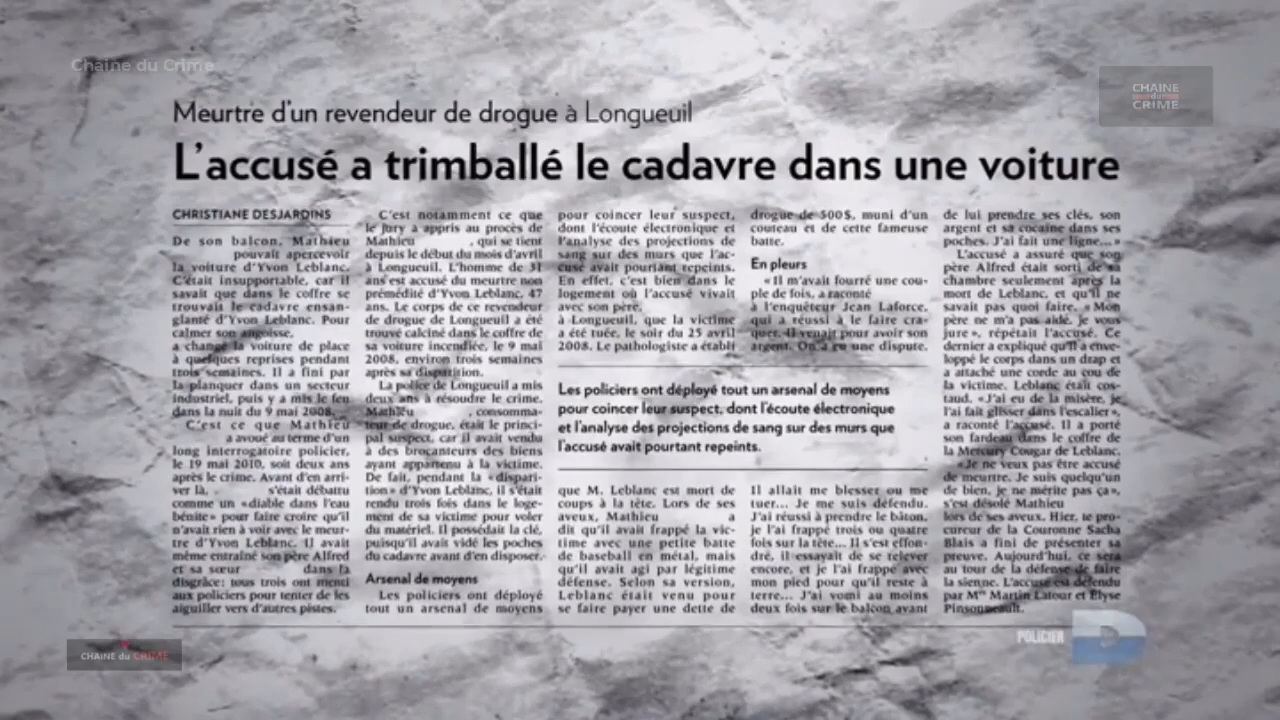 Chaîne du Crime
CHAINE
du
CRIME
Meurtre d'un revendeur de drogue à Longueuil
L'accusé a trimballé le cadavre dans une voiture
CHRISTIANE DESJARDINS
De son balcon, Mathieu
pouvait apercevoir
la voiture d'Yvon Leblanc.
C'était insupportable, car il
savait que dans le coffre se
trouvait le cadavre ensan-
glanté d'Yvon Leblanc. Pour
calmer son angoisse,
a changé la voiture de place
à quelques reprises pendant
trois semaines. Il a fini par
la planquer dans un secteur
industriel, puis y a mis le feu
dans la nuit du 9 mai 2008.
C'est ce que Mathieu
a avoué au terme d'un
long interrogatoire policier,
le 19 mai 2010, soit deux ans
après le crime. Avant d'en arri-
ver là, s'était débattu
comme un «diable dans l'eau
bénite» pour faire croire qu'il
n'avait rien à voir avec le meur-
tre d'Yvon Leblanc. Il avait
même entraîné son père Alfred
et sa sœur dans la
disgrâce: tous trois ont menti
aux policiers pour tenter de les
aiguiller vers d'autres pistes.
C'est notamment ce que
le jury a appris au procès de
Mathieu , qui se tient
depuis le début du mois d'avril
à Longueuil. L'homme de 31
ans est accusé du meurtre non
prémédité d'Yvon Leblanc, 47
ans. Le corps de ce revendeur
de drogue de Longueuil a été
trouvé calciné dans le coffre de
sa voiture incendiée, le 9 mai
2008, environ trois semaines
après sa disparition.
La police de Longueuil a mis
deux ans à résoudre le crime.
Mathieu , consomma-
teur de drogue, était le princi-
pal suspect, car il avait vendu
à des brocanteurs des biens
ayant appartenu à la victime.
De fait, pendant la «dispari-
tion» d'Yvon Leblanc, il s'était
rendu trois fois dans le loge-
ment de sa victime pour voler
du matériel. Il possédait la clé,
puisqu'il avait vidé les poches
du cadavre avant d'en disposer.
Arsenal de moyens
Les policiers ont déployé
tout un arsenal de moyens
pour coincer leur suspect,
dont l'écoute électronique et
l'analyse des projections de
sang sur des murs que l'ac-
cusé avait pourtant repeints.
En effet, c'est bien dans le
logement où l'accusé vivait
avec son père,
à Longueuil, que la victime
a été tuée, le soir du 25 avril
2008. Le pathologiste a établi
Les policiers ont déployé tout un arsenal de moyens
pour coincer leur suspect, dont l'écoute électronique
et l'analyse des projections de sang sur des murs que
l'accusé avait pourtant repeints.
que M. Leblanc est mort de
coups à la tête. Lors de ses
aveux, Mathieu a
dit qu'il avait frappé la vic-
time avec une petite batte
de baseball en métal, mais
qu'il avait agi par légitime
défense. Selon sa version,
Leblanc était venu pour
se faire payer une dette de
drogue de 500$, muni d'un
couteau et de cette fameuse
batte.
En pleurs
«Il m'avait fourré une cou-
ple de fois, a raconté
à l'enquêteur Jean Laforce,
qui a réussi à le faire cra-
quer. Il venait pour avoir son
argent. On a eu une dispute.
Il allait me blesser ou me
tuer... Je me suis défendu.
J'ai réussi à prendre le bâton,
je l'ai frappé trois ou quatre
fois sur la tête... Il s'est effon-
dré, il essayait de se relever
encore, et je l'ai frappé avec
mon pied pour qu'il reste à
terre... J'ai vomi au moins
deux fois sur le balcon avant
de lui prendre ses clés, son
argent et sa cocaïne dans ses
poches. J'ai fait une ligne...»
L'accusé a assuré que son
père Alfred était sorti de sa
chambre seulement après la
mort de Leblanc, et qu'il ne
savait pas quoi faire. «Mon
père ne m'a pas aidé. Je vous
jure», répétait l'accusé. Ce
dernier a expliqué qu'il a enve-
loppé le corps dans un drap et
a attaché une corde au cou de
la victime. Leblanc était cos-
taud. «J'ai eu de la misère, je
l'ai fait glisser dans l'escalier»,
a raconté l'accusé. Il a porté
son fardeau dans le coffre de
la Mercury Cougar de Leblanc.
«Je ne veux pas être accusé
de meurtre. Je suis quelqu'un
de bien, je ne mérite pas ça»,
s'est désolé Mathieu
lors de ses aveux. Hier, le pro-
cureur de la Couronne Sacha
Blais a fini de présenter sa
preuve. Aujourd'hui, ce sera
au tour de la défense de faire
la sienne. L'accusé est défendu
par Mes Martin Latour et Élyse
Pinsonneault.
CHAINE du CRIME
POLICIER D